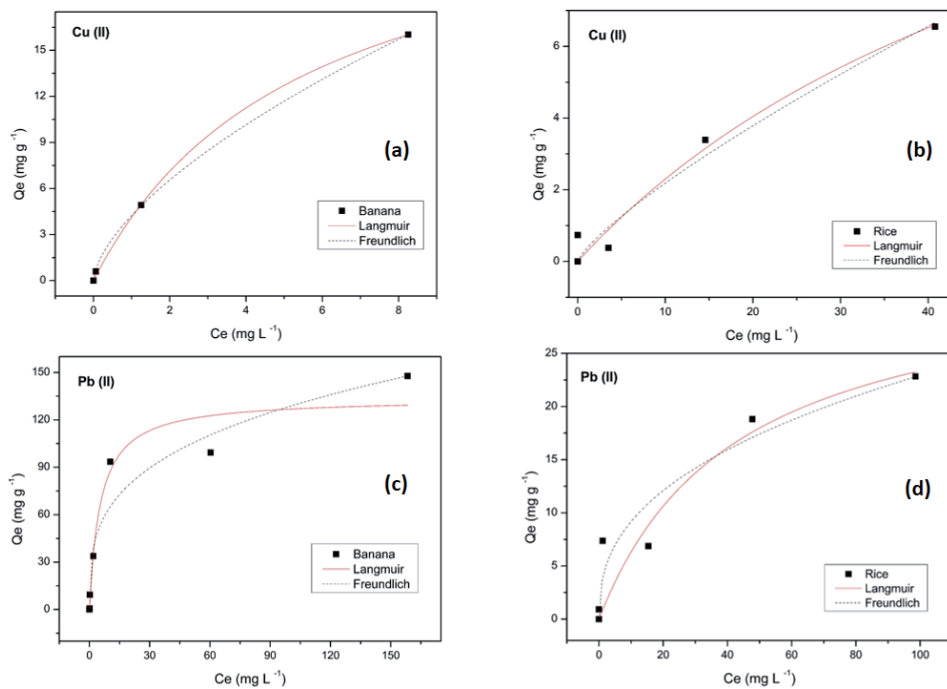 Cu (II)
15
12
9
6
3
0
Qe (mg g⁻¹)
(a)
Banana
Langmuir
Freundlich
0 2 4 6 8
Ce (mg L⁻¹)
Cu (II)
6
4
2
0
Qe (mg g⁻¹)
(b)
Rice
Langmuir
Freundlich
0 10 20 30 40
Ce (mg L⁻¹)
Pb (II)
150
120
90
60
30
0
Qe (mg g⁻¹)
(c)
Banana
Langmuir
Freundlich
0 30 60 90 120 150
Ce (mg L⁻¹)
Pb (II)
25
20
15
10
5
0
Qe (mg g⁻¹)
(d)
Rice
Langmuir
Freundlich
0 20 40 60 80 100
Ce (mg L⁻¹)